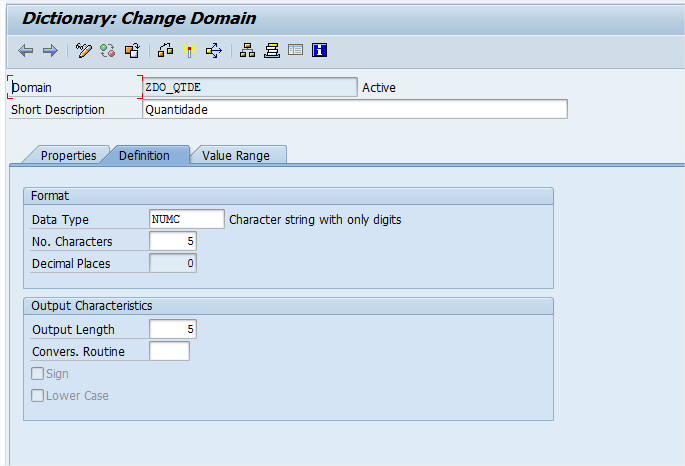 Dictionary: Change Domain
Domain ZDO_QTDE Active
Short Description Quantidade
Properties Definition Value Range
Format
Data Type NUMC Character string with only digits
No. Characters 5
Decimal Places 0
Output Characteristics
Output Length 5
Convers. Routine
Sign
Lower Case